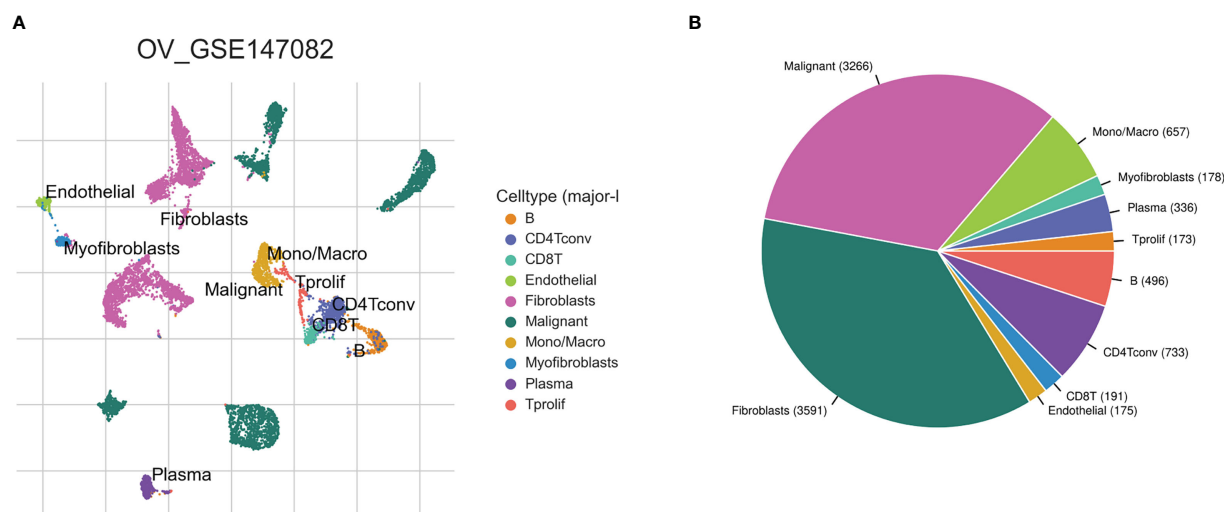 A
OV_GSE147082
Endothelial
Fibroblasts
Myofibroblasts
Mono/Macro
Malignant
Tprolif
CD4Tconv
CD8T
B
Plasma
Celltype (major-l
B
CD4Tconv
CD8T
Endothelial
Fibroblasts
Malignant
Mono/Macro
Myofibroblasts
Plasma
Tprolif
B
Malignant (3266)
Mono/Macro (657)
Myofibroblasts (178)
Plasma (336)
Tprolif (173)
B (496)
CD4Tconv (733)
CD8T (191)
Endothelial (175)
Fibroblasts (3591)